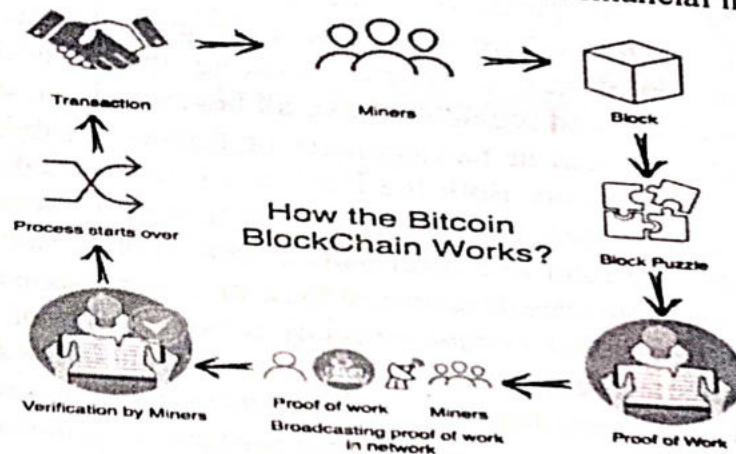 financial
Transaction
Miners
Block
Process starts over
How the Bitcoin
BlockChain Works?
Block Puzzle
Verification by Miners
Proof of work
Miners
Broadcasting proof of work
in network
Proof of Work